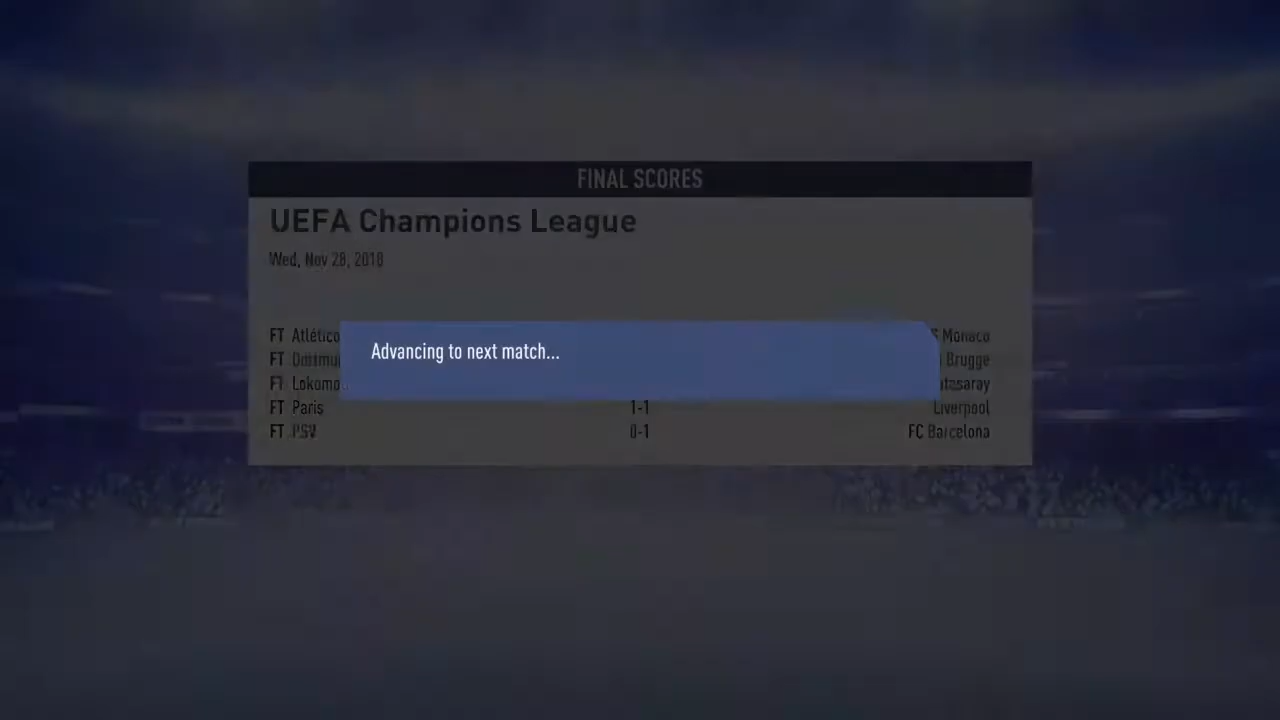 FINAL SCORES
UEFA Champions League
Wed, Nov 28, 2018
FT Atlético Monaco
FT Brugge
Advancing to next match...
FT
FT Paris 1-1 Liverpool
FT PSV 0-1 FC Barcelona